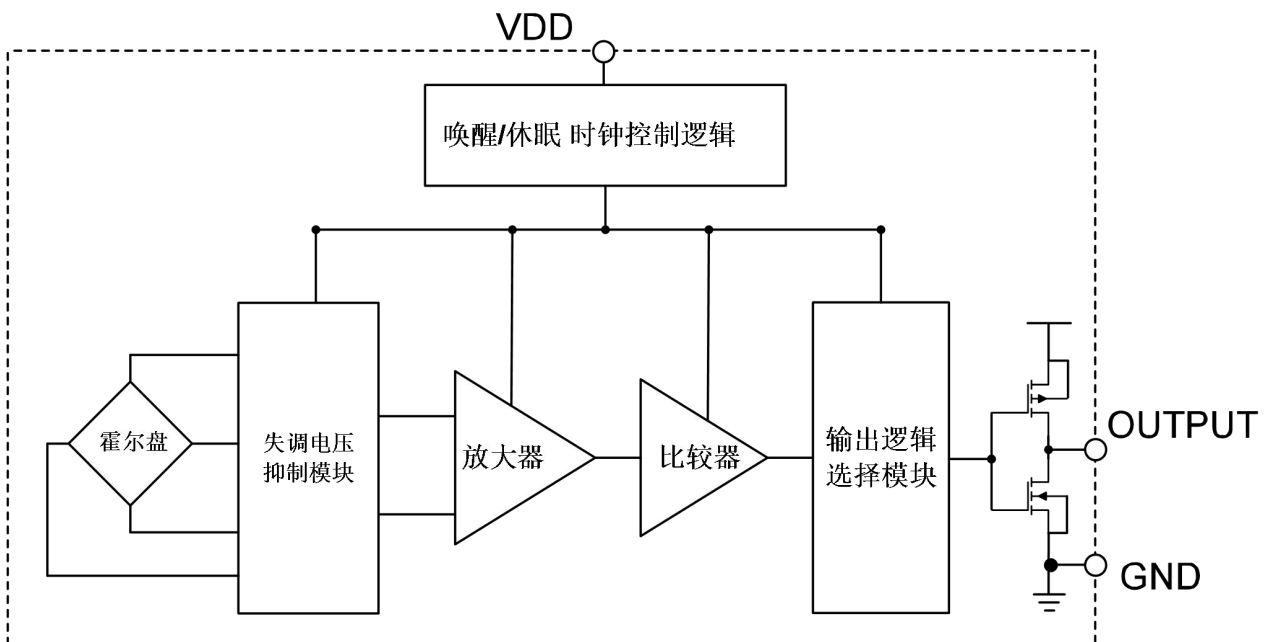 VDD
唤醒/休眠 时钟控制逻辑
霍尔盘
失调电压
抑制模块
放大器
比较器
输出逻辑
选择模块
OUTPUT
GND